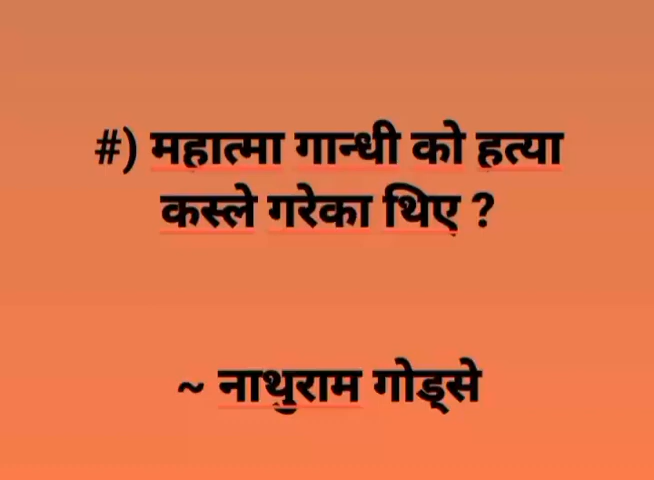 #) महात्मा गान्धी को हत्या
कस्ले गरेका थिए ?
~ नाथुराम गोड्से